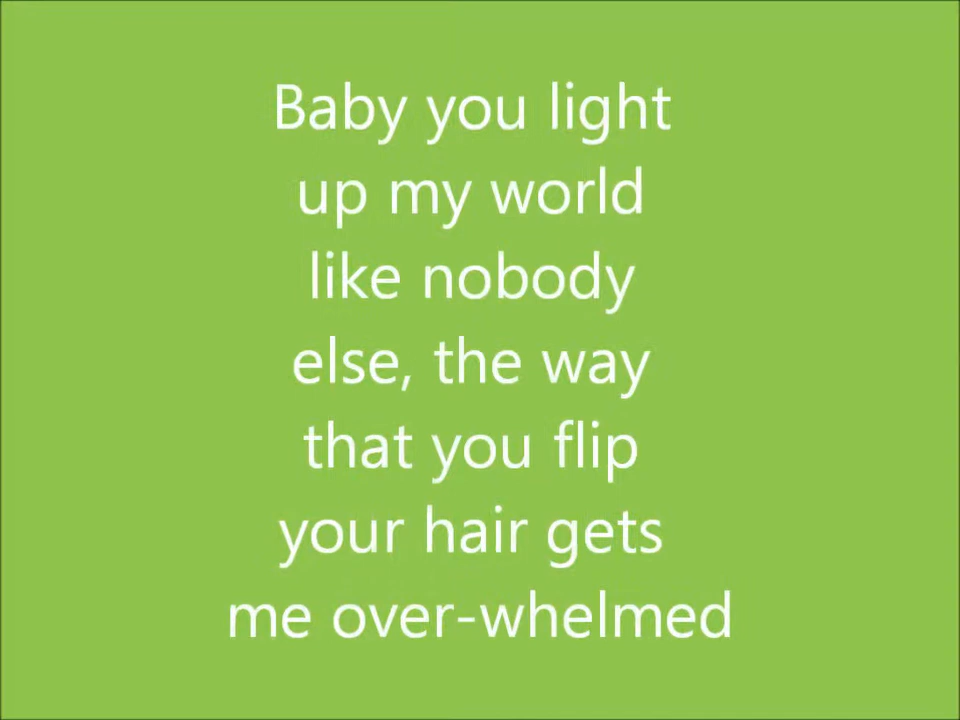 Baby you light
up my world
like nobody
else, the way
that you flip
your hair gets
me over-whelmed